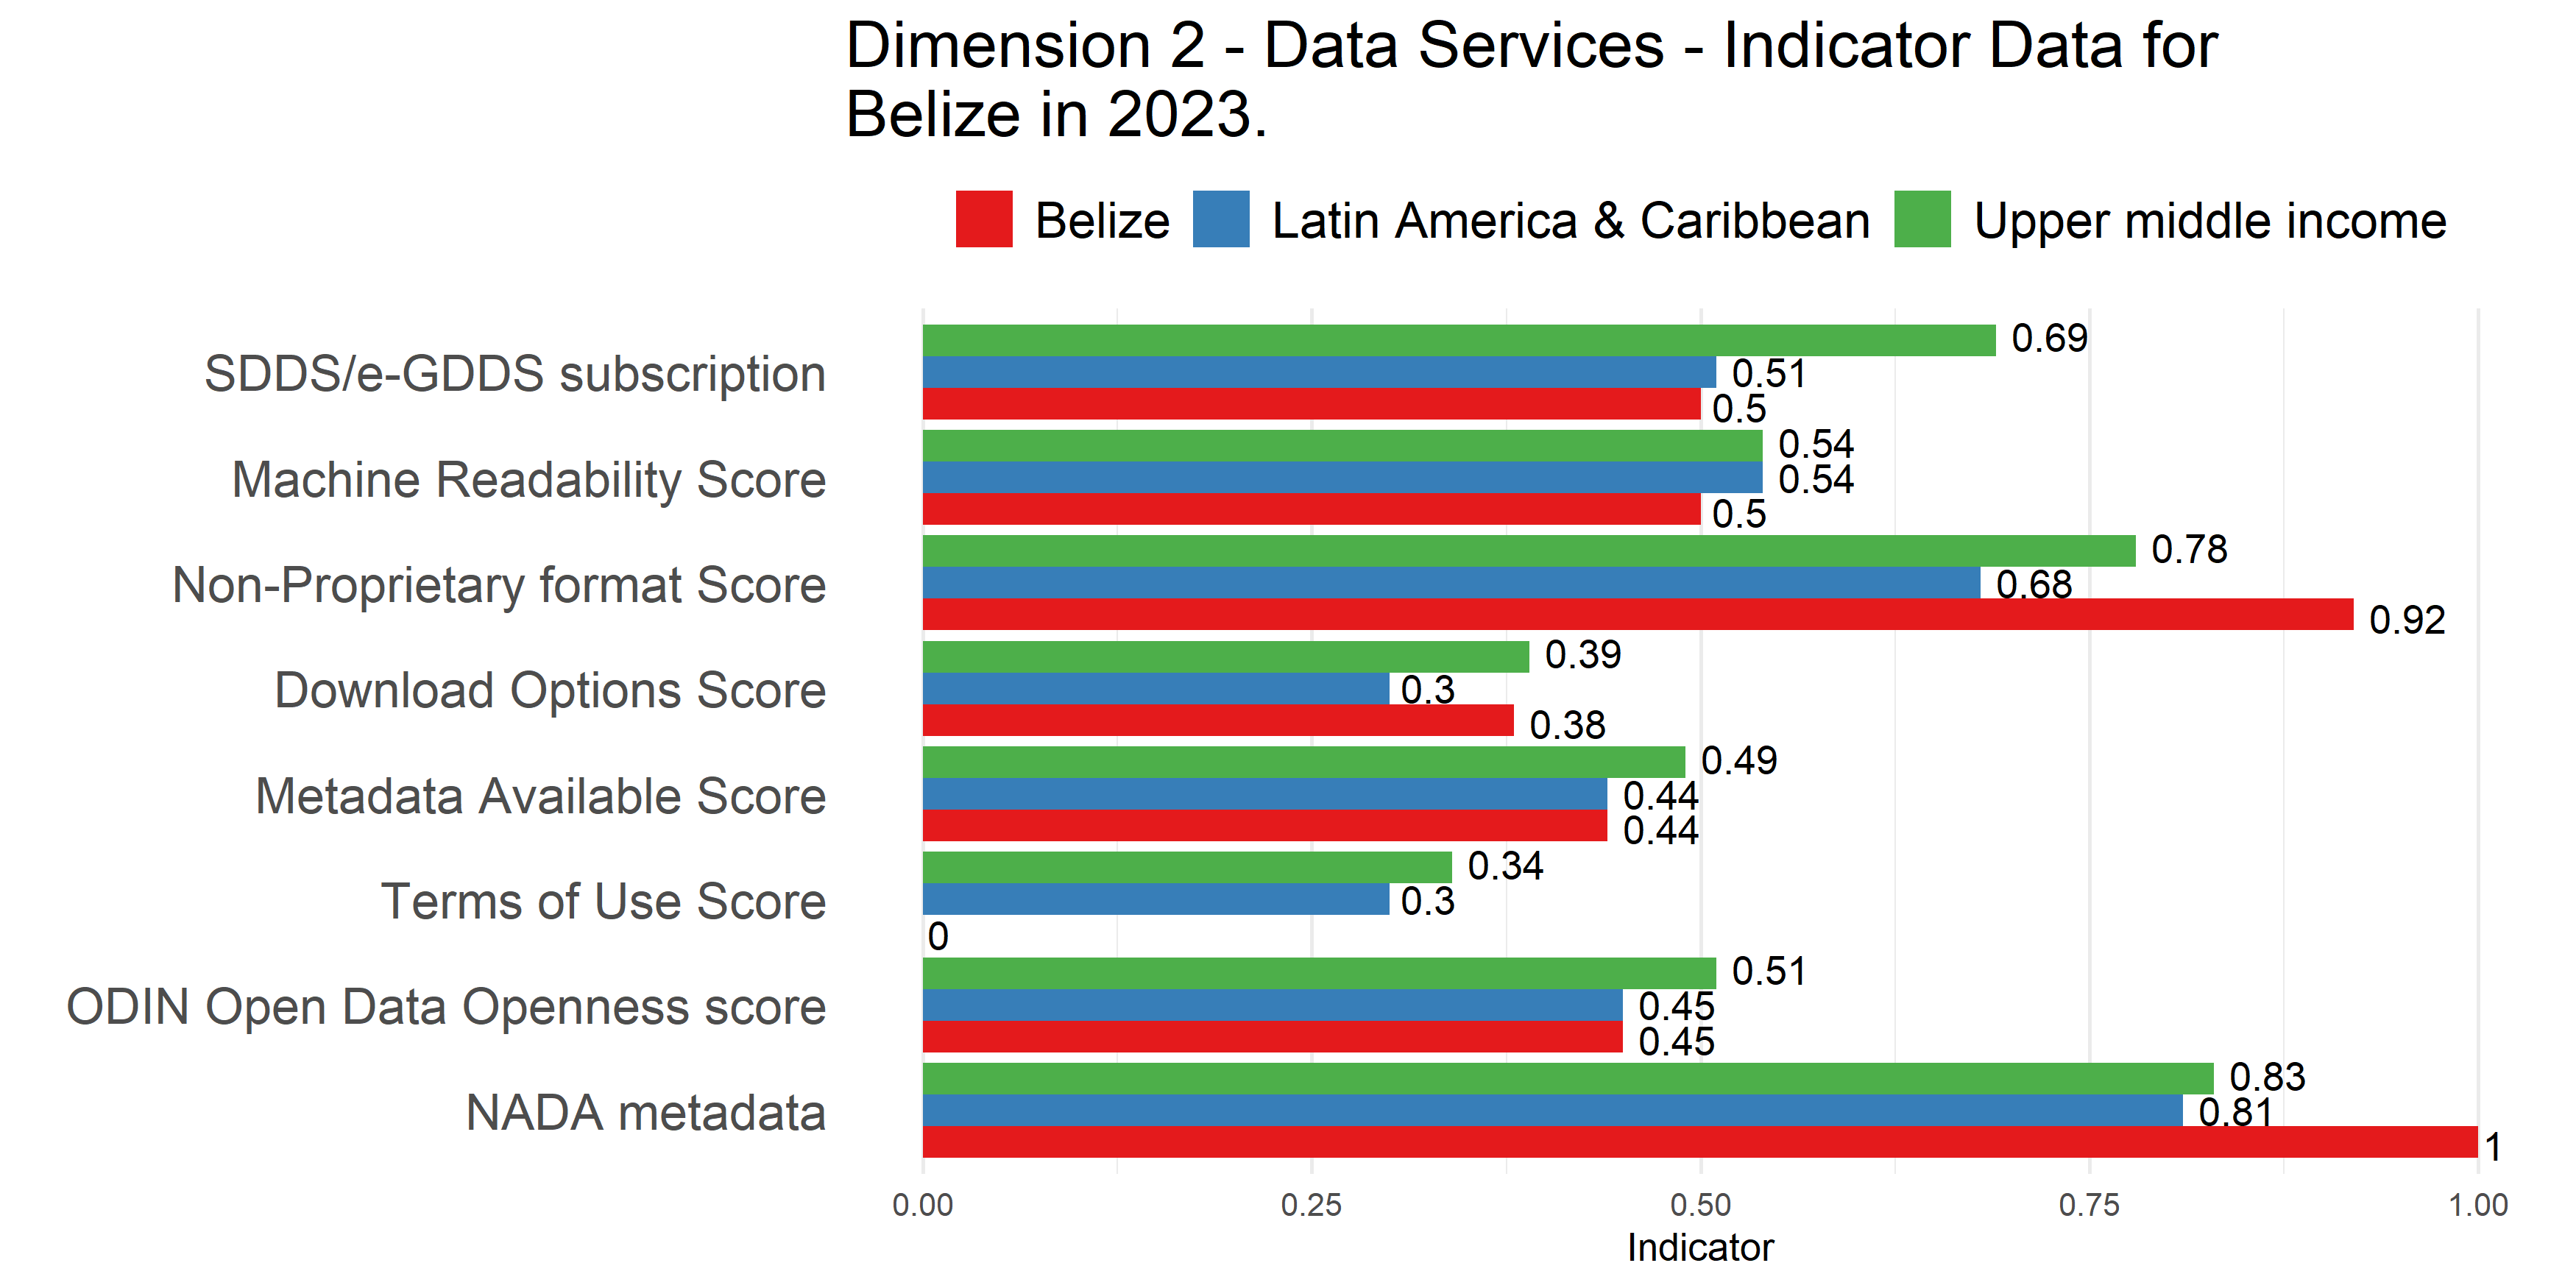 Dimension 2 - Data Services - Indicator Data for
Belize in 2023.
Belize Latin America & Caribbean Upper middle income
SDDS/e-GDDS subscription
0.69
0.51
0.5
Machine Readability Score
0.54
0.54
0.5
Non-Proprietary format Score
0.78
0.68
0.92
Download Options Score
0.39
0.3
0.38
Metadata Available Score
0.49
0.44
0.44
Terms of Use Score
0.34
0.3
0
ODIN Open Data Openness score
0.51
0.45
0.45
NADA metadata
0.83
0.81
1
0.00 0.25 0.50 0.75 1.00
Indicator